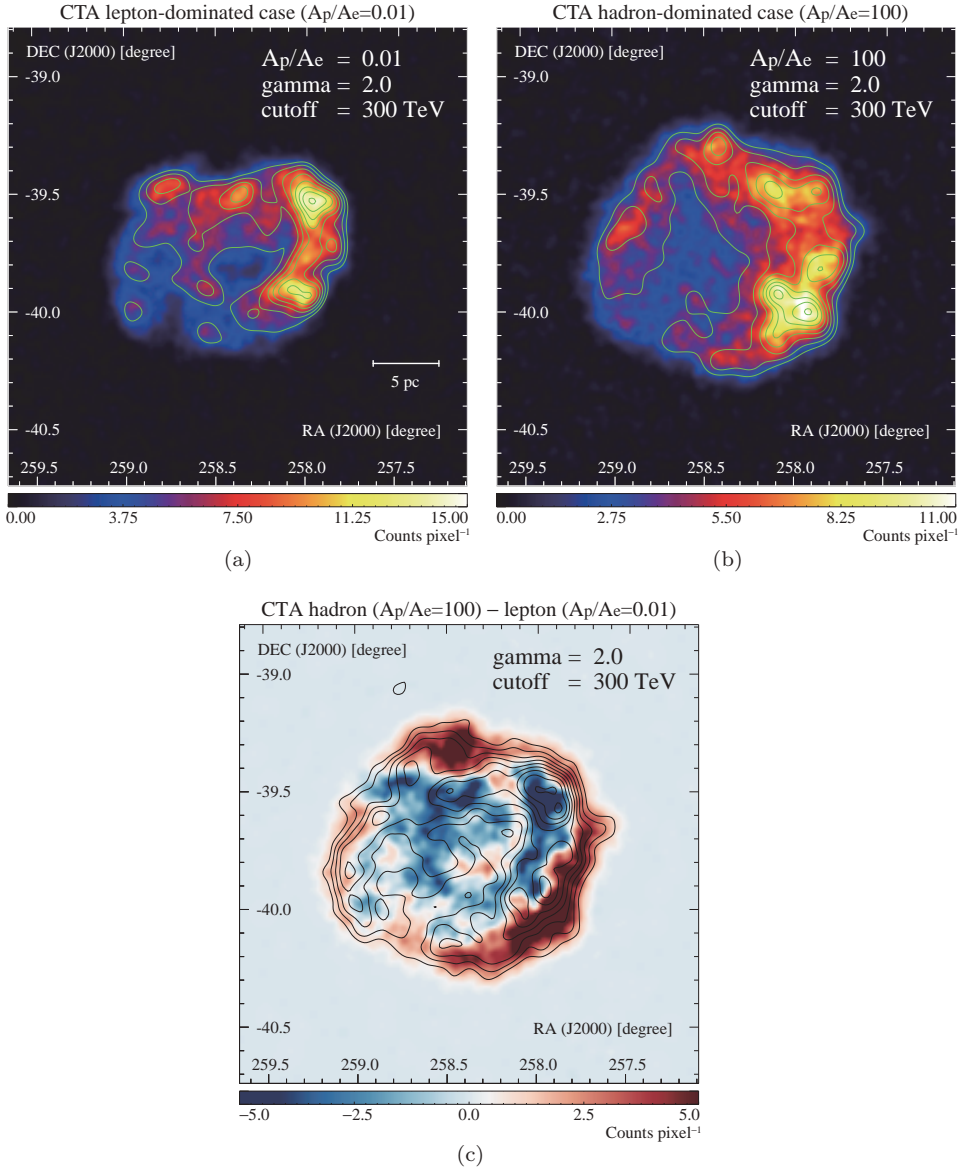 CTA lepton-dominated case (Ap/Ae=0.01)
DEC (J2000) [degree]
Ap/Ae = 0.01
gamma = 2.0
cutoff = 300 TeV
-39.0
-39.5
-40.0
-40.5
5 pc
RA (J2000) [degree]
259.5 259.0 258.5 258.0 257.5
0.00 3.75 7.50 11.25 15.00
Counts pixel⁻¹
(a)
CTA hadron-dominated case (Ap/Ae=100)
DEC (J2000) [degree]
Ap/Ae = 100
gamma = 2.0
cutoff = 300 TeV
-39.0
-39.5
-40.0
-40.5
RA (J2000) [degree]
259.5 259.0 258.5 258.0 257.5
0.00 2.75 5.50 8.25 11.00
Counts pixel⁻¹
(b)
CTA hadron (Ap/Ae=100) – lepton (Ap/Ae=0.01)
DEC (J2000) [degree]
gamma = 2.0
cutoff = 300 TeV
-39.0
-39.5
-40.0
-40.5
RA (J2000) [degree]
259.5 259.0 258.5 258.0 257.5
−5.0 −2.5 0.0 2.5 5.0
Counts pixel⁻¹
(c)